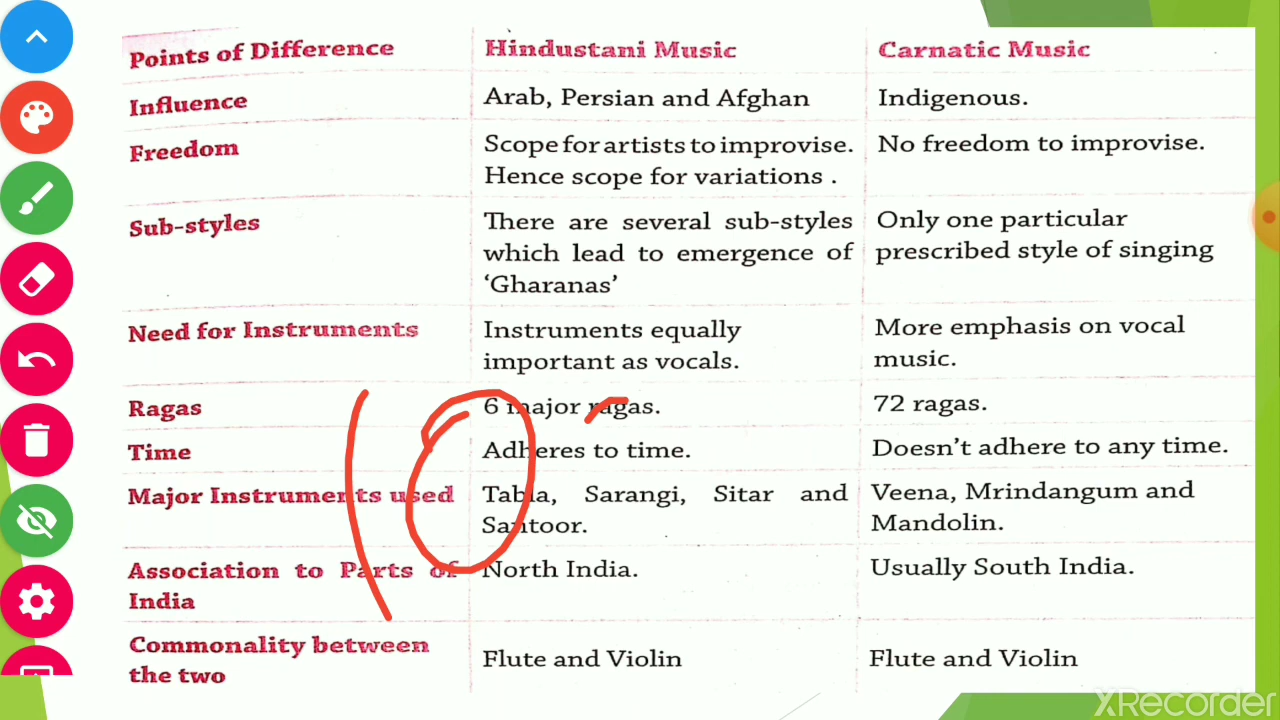 Points of Difference Hindustani Music Carnatic Music
Influence Arab, Persian and Afghan Indigenous.
Freedom Scope for artists to improvise. No freedom to improvise.
Hence scope for variations .
Sub-styles There are several sub-styles Only one particular
which lead to emergence of prescribed style of singing
‘Gharanas’
Need for Instruments Instruments equally More emphasis on vocal
important as vocals. music.
Ragas 6 major ragas. 72 ragas.
Time Adheres to time. Doesn’t adhere to any time.
Major Instruments used Tabla, Sarangi, Sitar and Veena, Mrindangum and
Santoor. Mandolin.
Association to Parts of North India. Usually South India.
India
Commonality between Flute and Violin Flute and Violin
the two
XRecorder